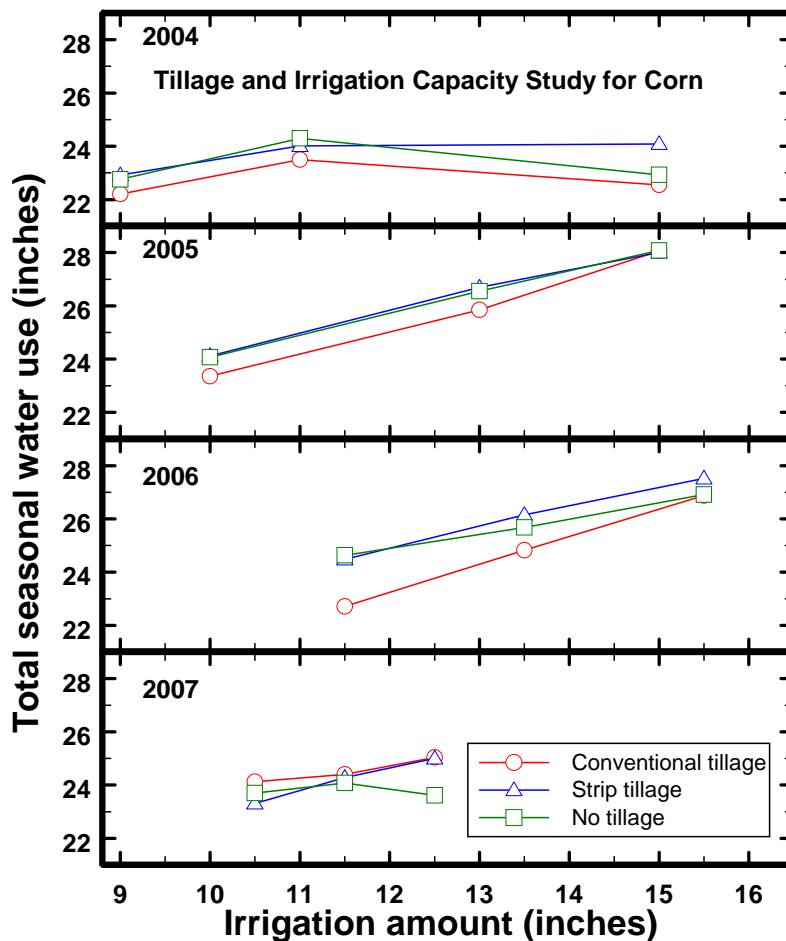 Total seasonal water use (inches)
28
2004
Tillage and Irrigation Capacity Study for Corn
26
24
22
28
2005
26
24
22
28
2006
26
24
22
28
2007
26
24
22
Conventional tillage
Strip tillage
No tillage
9 10 11 12 13 14 15 16
Irrigation amount (inches)